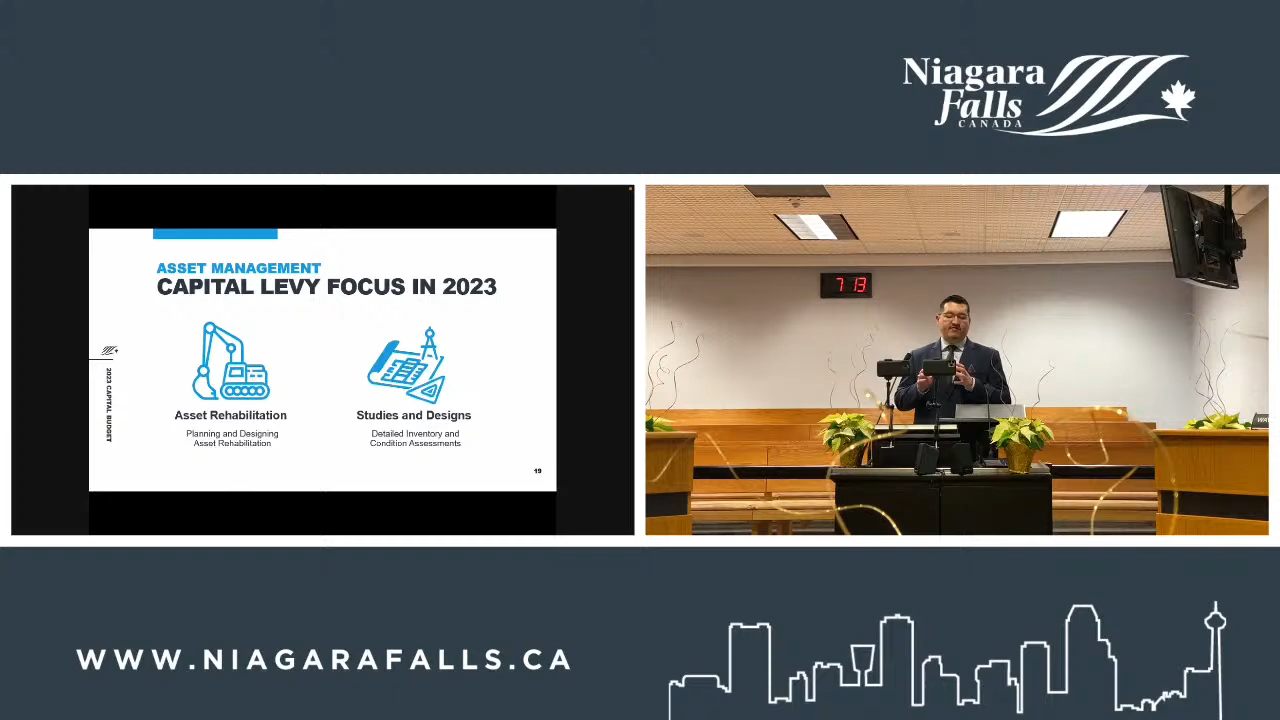 Niagara
Falls
CANADA
ASSET MANAGEMENT
CAPITAL LEVY FOCUS IN 2023
Asset Rehabilitation
Planning and Designing
Asset Rehabilitation
Studies and Designs
Detailed Inventory and
Condition Assessments
2023 CAPITAL BUDGET
19
7 13
WWW.NIAGARAFALLS.CA